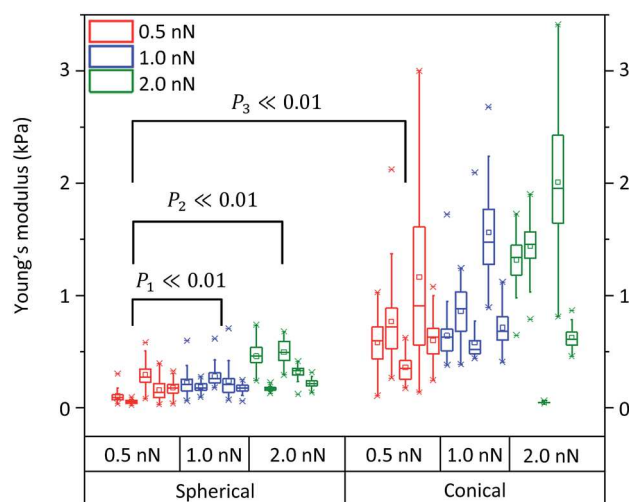 0.5 nN
1.0 nN
2.0 nN
P₃ ≪ 0.01
P₂ ≪ 0.01
P₁ ≪ 0.01
Young's modulus (kPa)
3
2
1
0
3
2
1
0
0.5 nN 1.0 nN 2.0 nN 0.5 nN 1.0 nN 2.0 nN
Spherical Conical